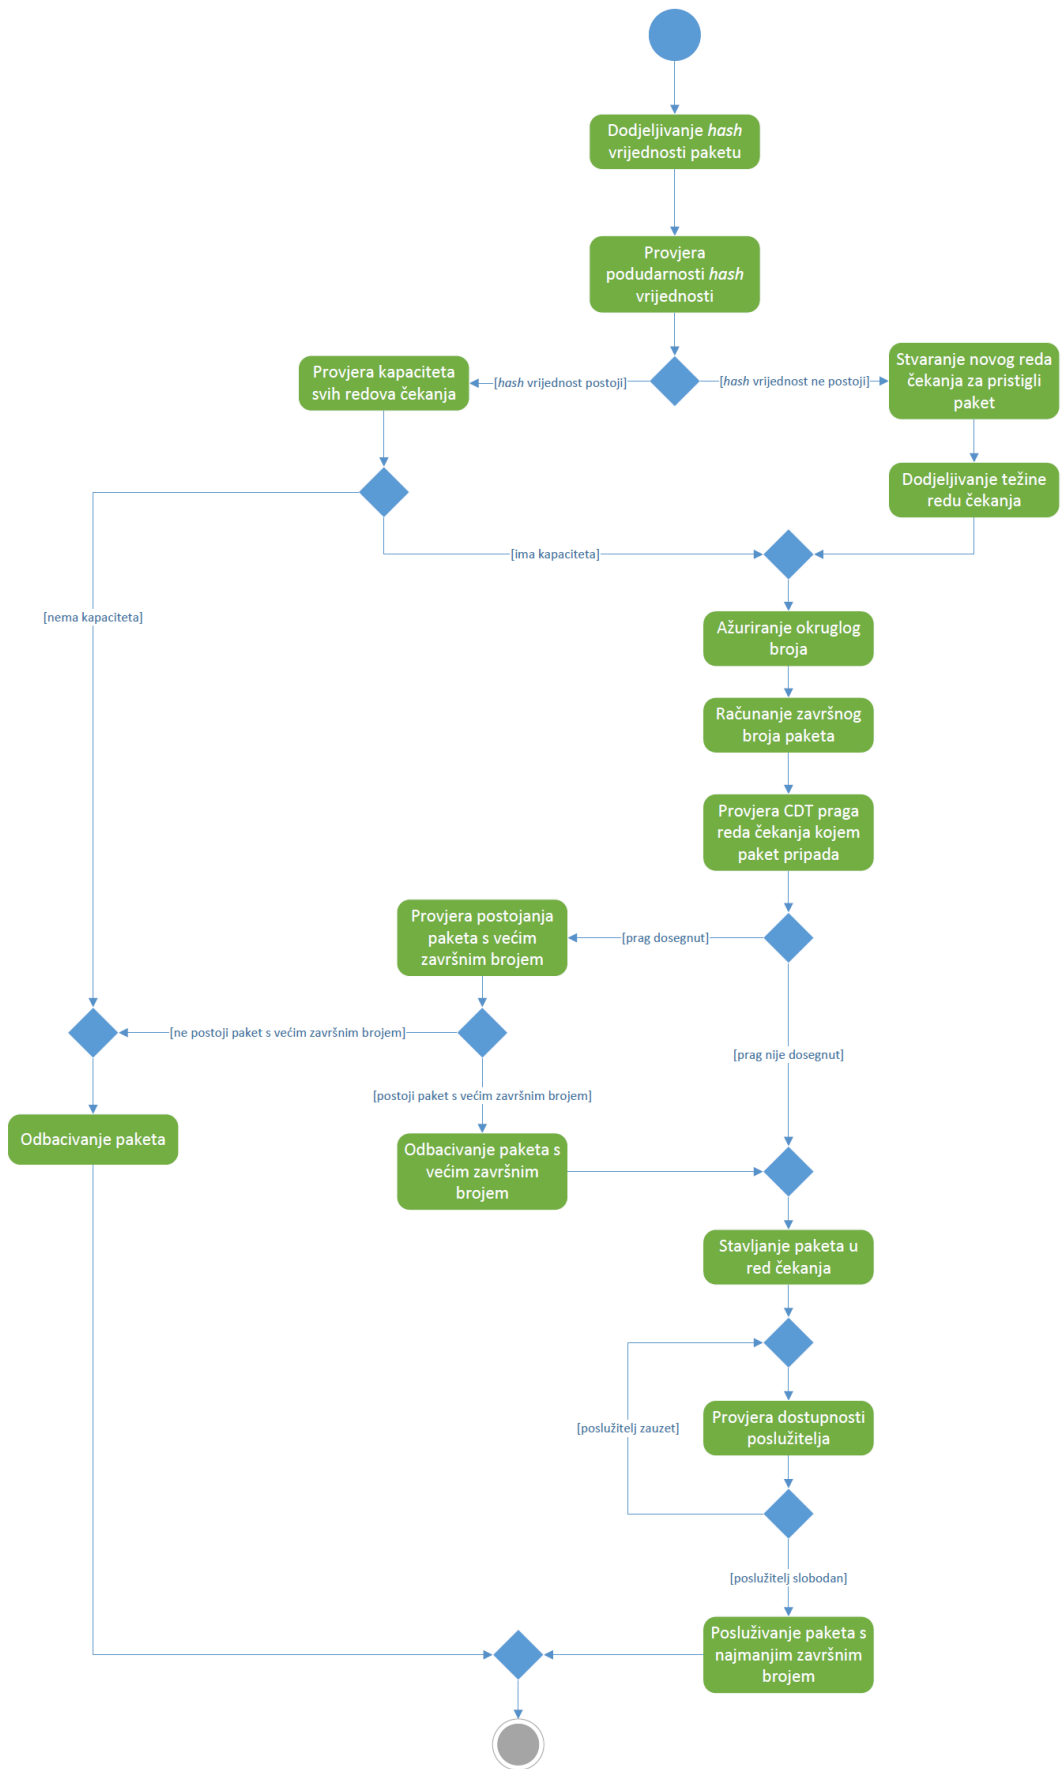 Dodjeljivanje hash
vrijednosti paketu
Provjera
podudarnosti hash
vrijednosti
Provjera kapaciteta
svih redova čekanja
[hash vrijednost postoji]
[hash vrijednost ne postoji]
Stvaranje novog reda
čekanja za pristigli
paket
Dodjeljivanje težine
redu čekanja
[ima kapaciteta]
[nema kapaciteta]
Ažuriranje okruglog
broja
Računanje završnog
broja paketa
Provjera CDT praga
reda čekanja kojem
paket pripada
Provjera postojanja
paketa s većim
završnim brojem
[prag dosegnut]
[ne postoji paket s većim završnim brojem]
[prag nije dosegnut]
[postoji paket s većim završnim brojem]
Odbacivanje paketa
Odbacivanje paketa s
većim završnim
brojem
Stavljanje paketa u
red čekanja
[poslužitelj zauzet]
Provjera dostupnosti
poslužitelja
[poslužitelj slobodan]
Posluživanje paketa s
najmanjim završnim
brojem